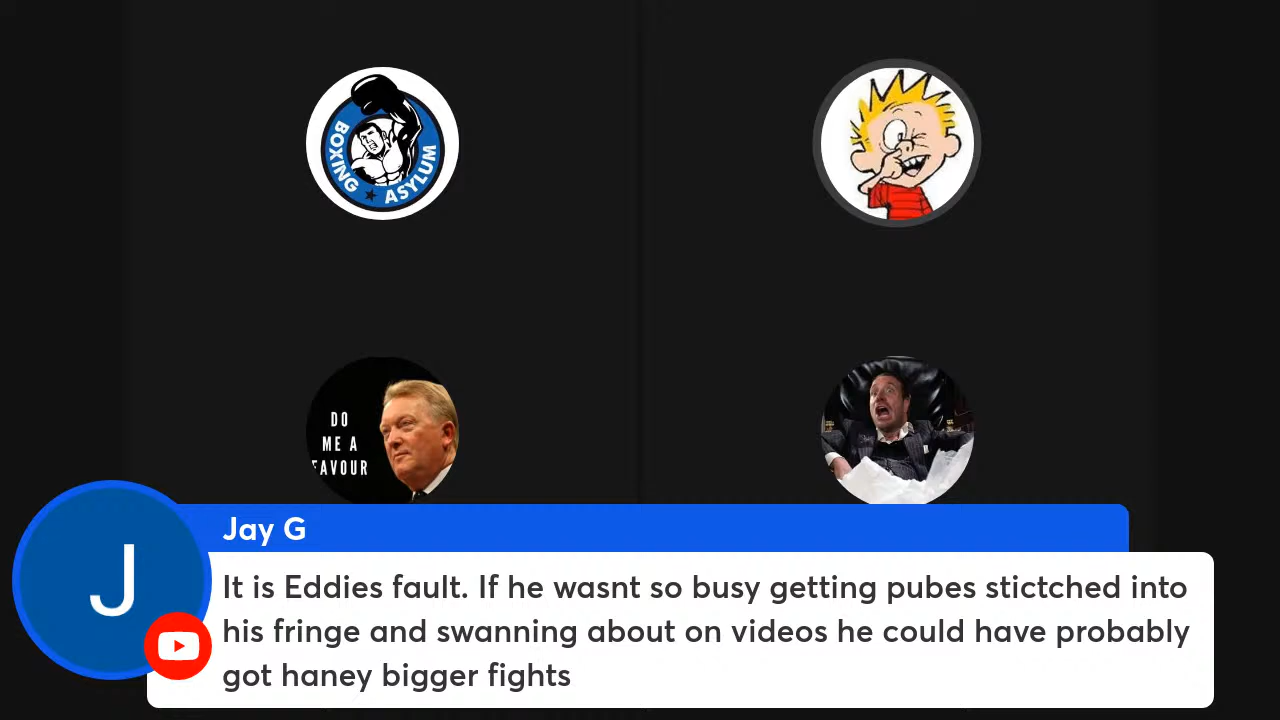 BOXING ★ ASYLUM
DO
ME A
FAVOUR
Jay G
J
It is Eddies fault. If he wasnt so busy getting pubes stictched into
his fringe and swanning about on videos he could have probably
got haney bigger fights